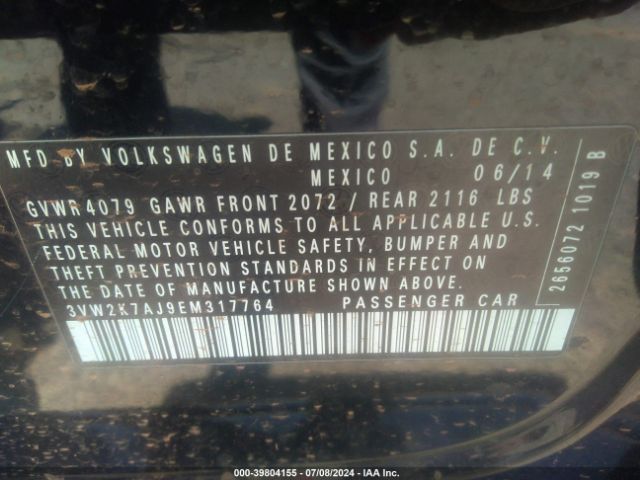 MFD BY VOLKSWAGEN DE MEXICO S.A. DE C.V.
MEXICO 06/14
GVWR 4079 GAWR FRONT 2072 / REAR 2116 LBS
THIS VEHICLE CONFORMS TO ALL APPLICABLE U.S.
FEDERAL MOTOR VEHICLE SAFETY, BUMPER AND
THEFT PREVENTION STANDARDS IN EFFECT ON
THE DATE OF MANUFACTURE SHOWN ABOVE.
3VW2K7AJ9EM317764 PASSENGER CAR
2656072 1019 B
000-39804155 - 07/08/2024 - IAA Inc.